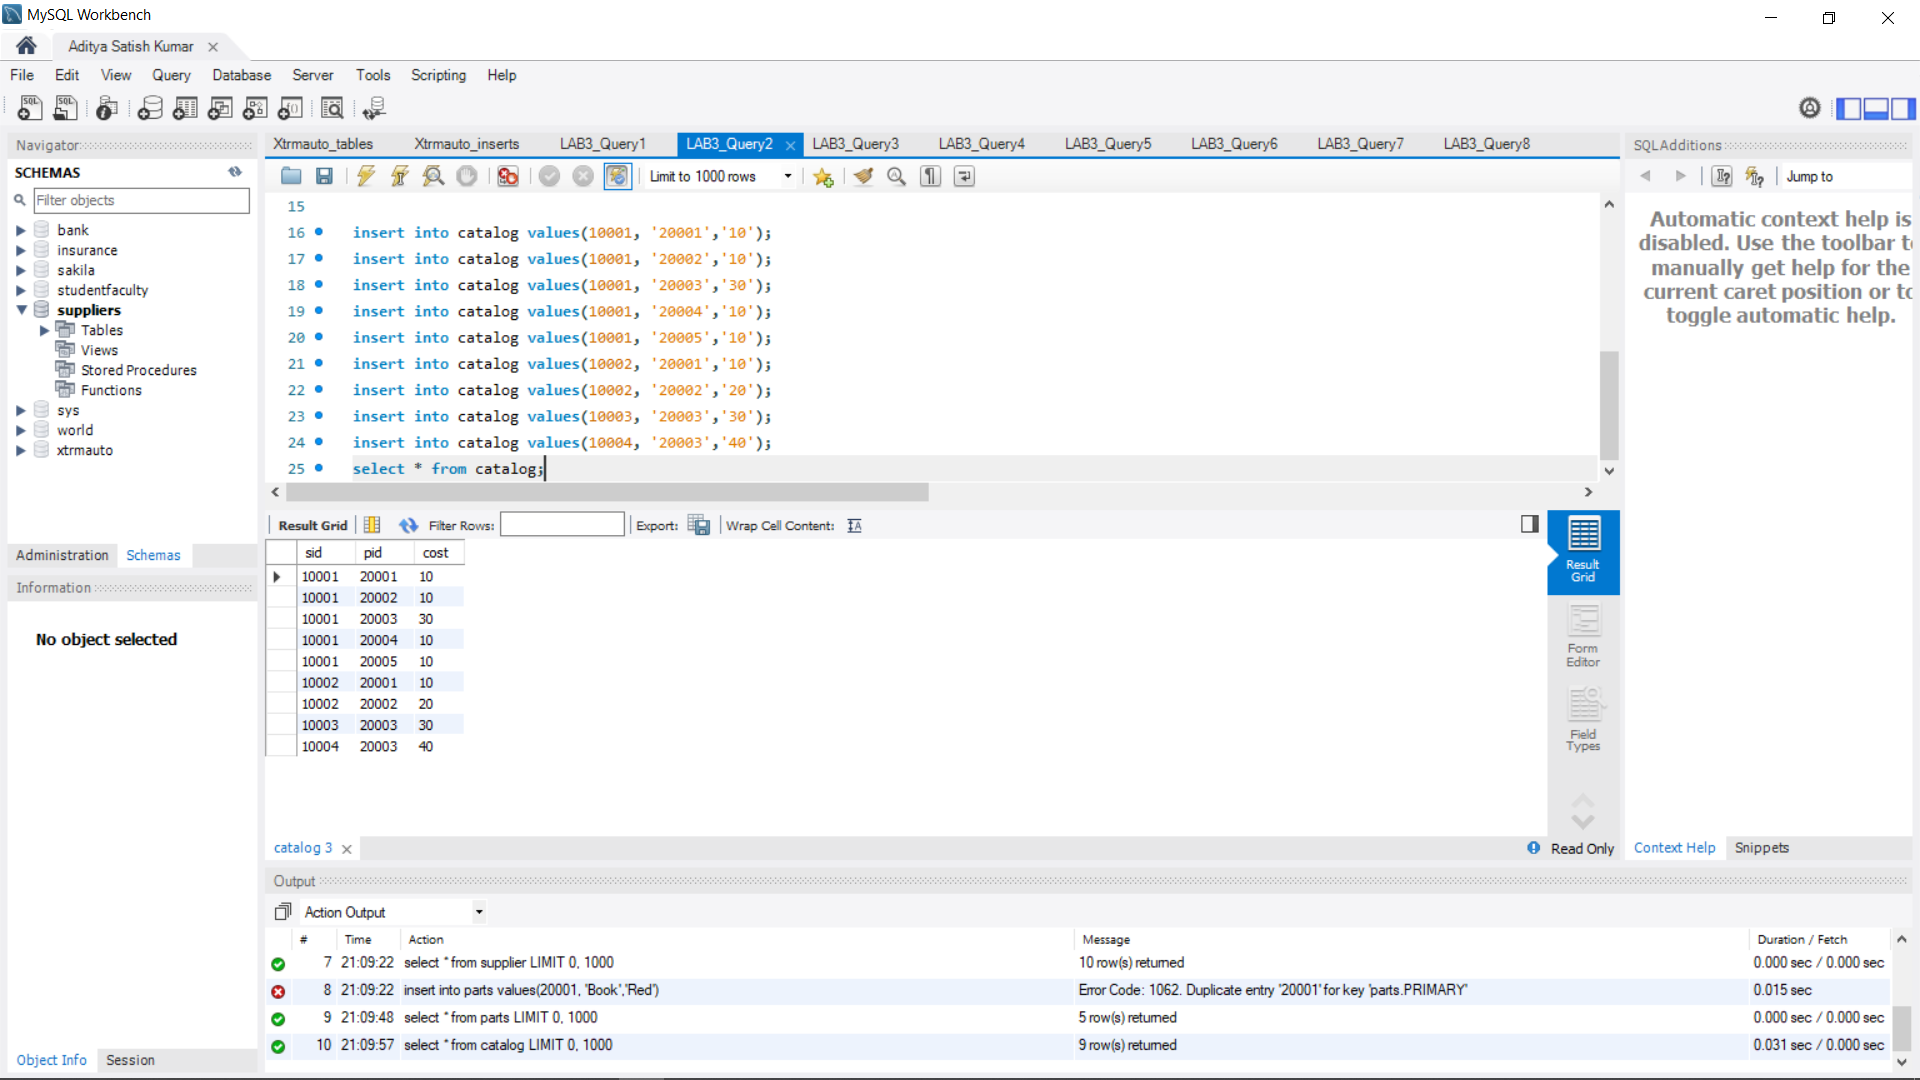 MySQL Workbench
Aditya Satish Kumar
File Edit View Query Database Server Tools Scripting Help
Navigator
SCHEMAS
Filter objects
bank
insurance
sakila
studentfaculty
suppliers
Tables
Views
Stored Procedures
Functions
sys
world
xtrmauto
Administration Schemas
Information
No object selected
Object Info Session
Xtrmauto_tables Xtrmauto_inserts LAB3_Query1 LAB3_Query2 LAB3_Query3 LAB3_Query4 LAB3_Query5 LAB3_Query6 LAB3_Query7 LAB3_Query8
Limit to 1000 rows
15
16 insert into catalog values(10001, '20001','10');
17 insert into catalog values(10001, '20002','10');
18 insert into catalog values(10001, '20003','30');
19 insert into catalog values(10001, '20004','10');
20 insert into catalog values(10001, '20005','10');
21 insert into catalog values(10002, '20001','10');
22 insert into catalog values(10002, '20002','20');
23 insert into catalog values(10003, '20003','30');
24 insert into catalog values(10004, '20003','40');
25 select * from catalog;
Result Grid Filter Rows: Export: Wrap Cell Content:
sid pid cost
10001 20001 10
10001 20002 10
10001 20003 30
10001 20004 10
10001 20005 10
10002 20001 10
10002 20002 20
10003 20003 30
10004 20003 40
Result
Grid
Form
Editor
Field
Types
catalog 3
Read Only
SQLAdditions
Jump to
Automatic context help is
disabled. Use the toolbar t
manually get help for the
current caret position or to
toggle automatic help.
Context Help Snippets
Output
Action Output
# Time Action Message Duration / Fetch
7 21:09:22 select * from supplier LIMIT 0, 1000 10 row(s) returned 0.000 sec / 0.000 sec
8 21:09:22 insert into parts values(20001, 'Book','Red') Error Code: 1062. Duplicate entry '20001' for key 'parts.PRIMARY' 0.015 sec
9 21:09:48 select * from parts LIMIT 0, 1000 5 row(s) returned 0.000 sec / 0.000 sec
10 21:09:57 select * from catalog LIMIT 0, 1000 9 row(s) returned 0.031 sec / 0.000 sec